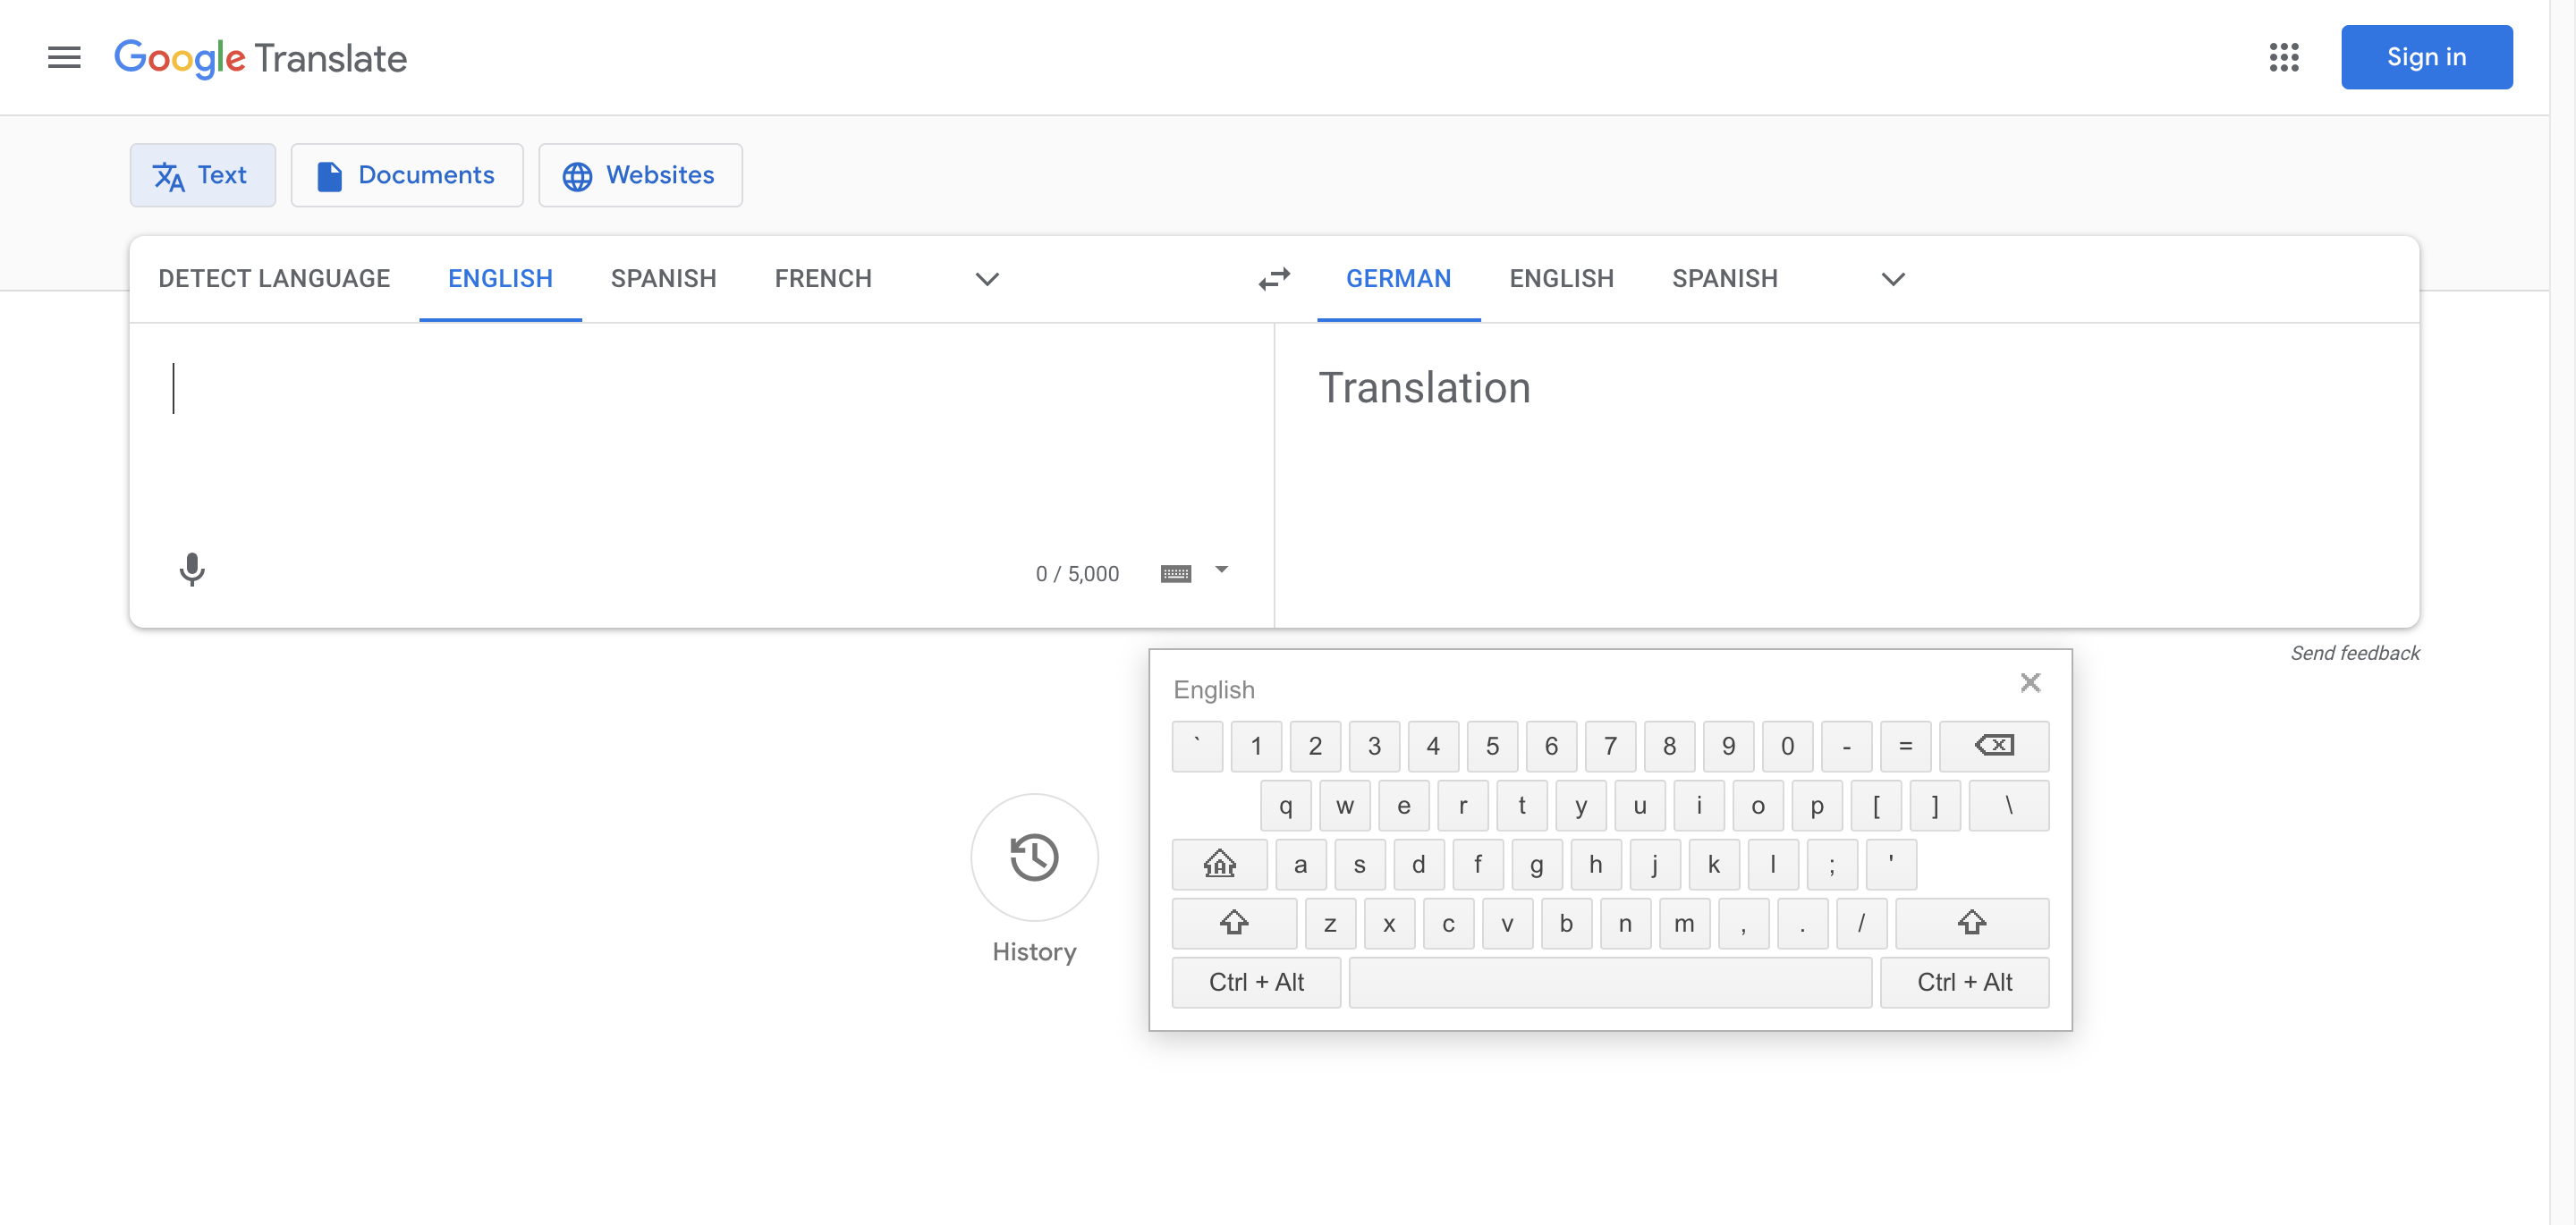 Google Translate
Sign in
Text Documents Websites
DETECT LANGUAGE ENGLISH SPANISH FRENCH GERMAN ENGLISH SPANISH
Translation
0 / 5,000
Send feedback
English
` 1 2 3 4 5 6 7 8 9 0 - =
q w e r t y u i o p [ ] \
a s d f g h j k l ; '
z x c v b n m , . /
Ctrl + Alt Ctrl + Alt
History